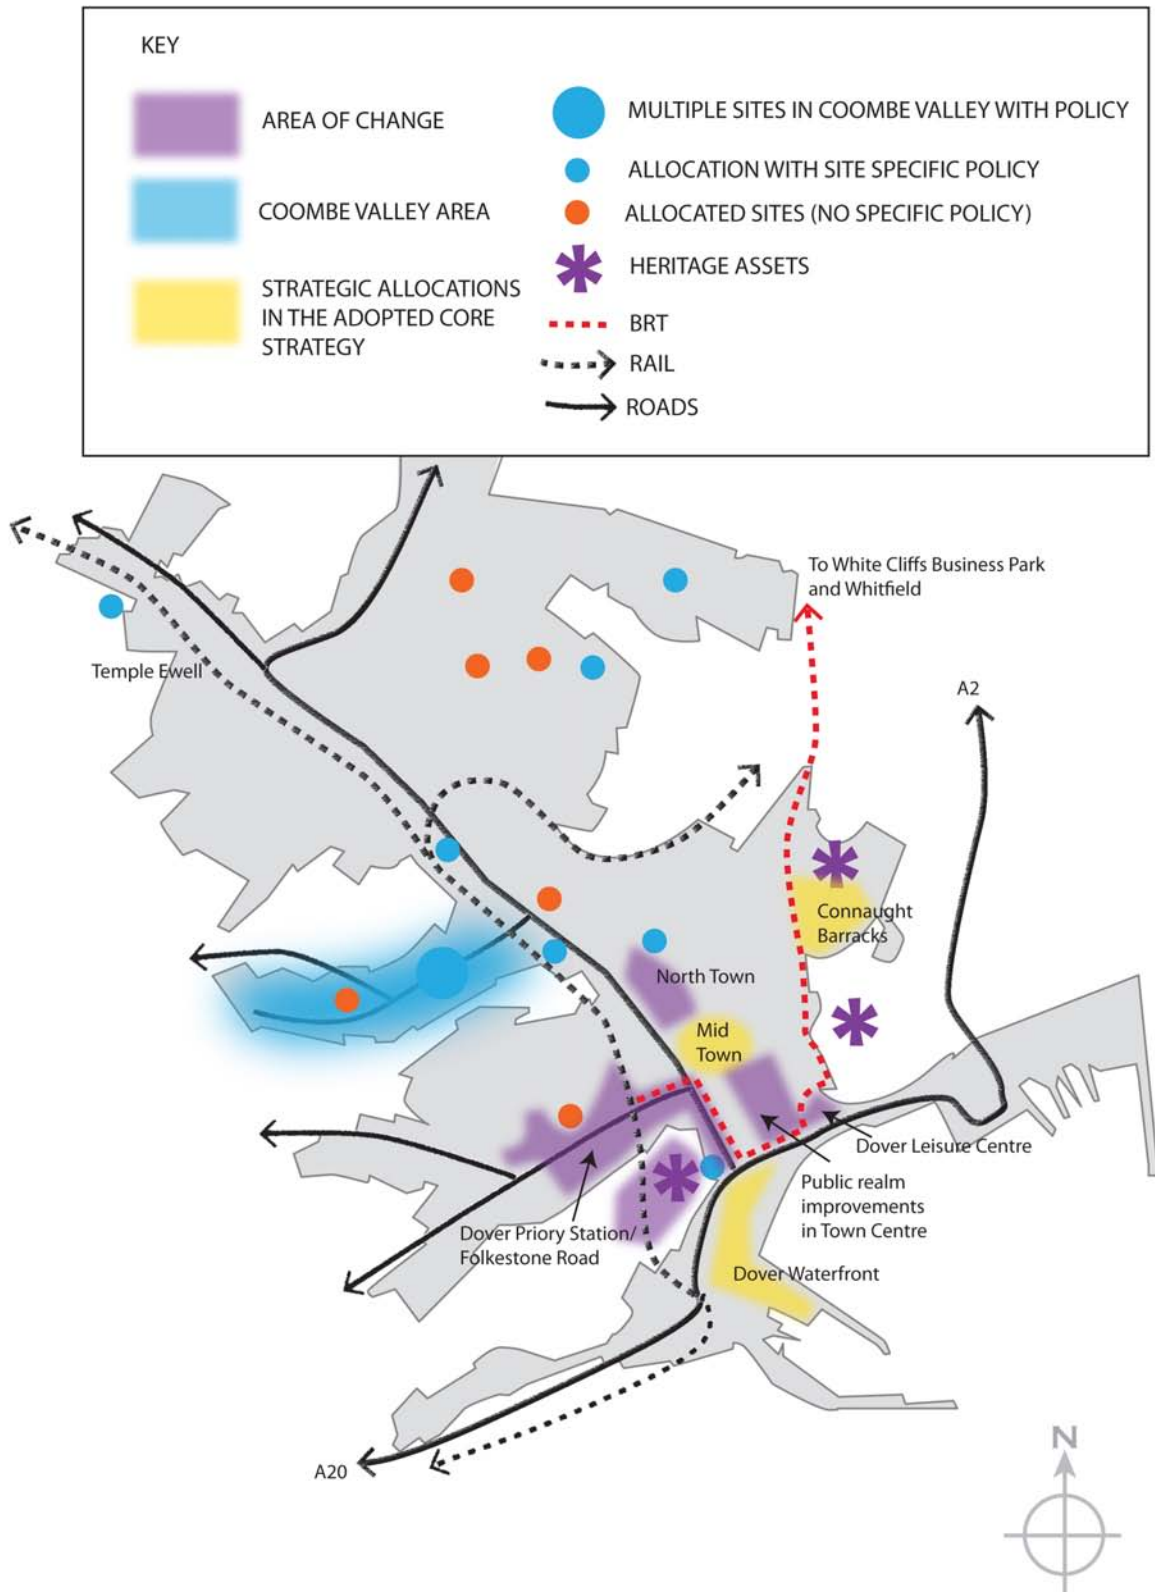 KEY
AREA OF CHANGE
COOMBE VALLEY AREA
STRATEGIC ALLOCATIONS
IN THE ADOPTED CORE
STRATEGY
MULTIPLE SITES IN COOMBE VALLEY WITH POLICY
ALLOCATION WITH SITE SPECIFIC POLICY
ALLOCATED SITES (NO SPECIFIC POLICY)
HERITAGE ASSETS
BRT
RAIL
ROADS
To White Cliffs Business Park
and Whitfield
Temple Ewell
A2
Connaught
Barracks
North Town
Mid
Town
Dover Leisure Centre
Public realm
improvements
in Town Centre
Dover Priory Station/
Folkestone Road
Dover Waterfront
A20
N